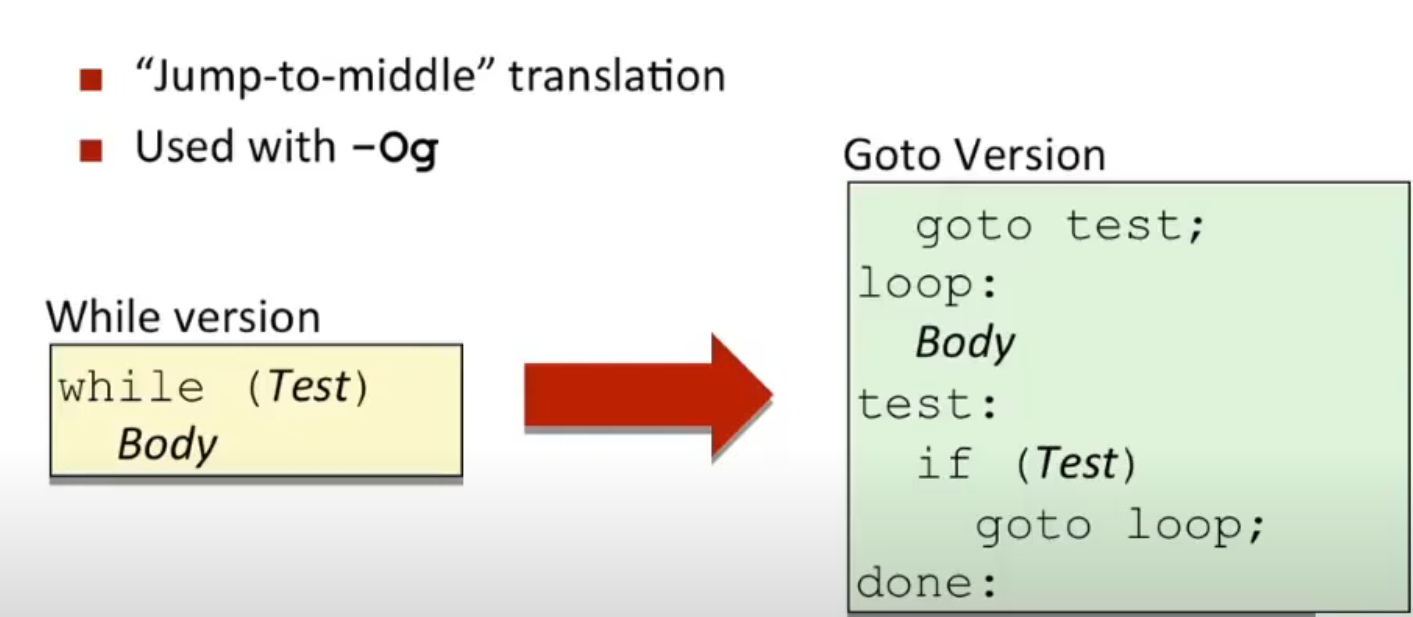 “Jump-to-middle” translation
Used with -Og
While version
while (Test)
Body
Goto Version
goto test;
loop:
Body
test:
if (Test)
goto loop;
done: